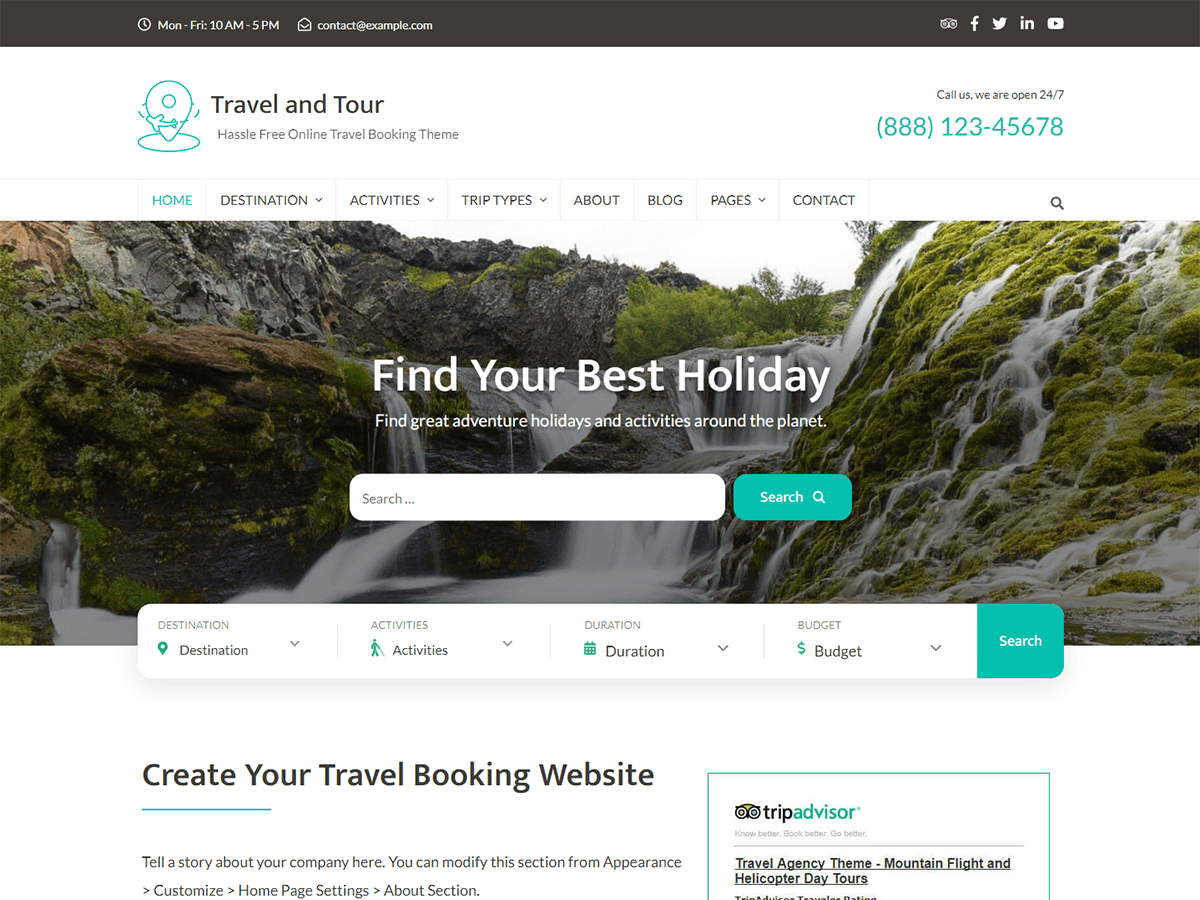 Mon - Fri: 10 AM - 5 PM contact@example.com
Travel and Tour
Hassle Free Online Travel Booking Theme
Call us, we are open 24/7
(888) 123-45678
HOME DESTINATION ACTIVITIES TRIP TYPES ABOUT BLOG PAGES CONTACT
Find Your Best Holiday
Find great adventure holidays and activities around the planet.
Search ... Search
DESTINATION ACTIVITIES DURATION BUDGET
Destination Activities Duration Budget Search
Create Your Travel Booking Website
Tell a story about your company here. You can modify this section from Appearance
> Customize > Home Page Settings > About Section.
tripadvisor®
Know better. Book better. Go better.
Travel Agency Theme - Mountain Flight and
Helicopter Day Tours
TripAdvisor Traveler Rating